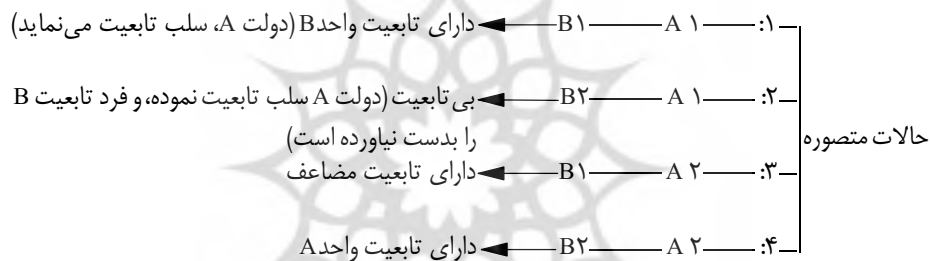 ۱: A ۱ B۱ دارای تابعیت واحدB (دولت A، سلب تابعیت می‌نماید)
۲: A ۱ B۲ بی تابعیت (دولت A سلب تابعیت نموده، و فرد تابعیت B
را بدست نیاورده است)
حالات متصوره
۳: A ۲ B۱ دارای تابعیت مضاعف
۴: A ۲ B۲ دارای تابعیت واحدA